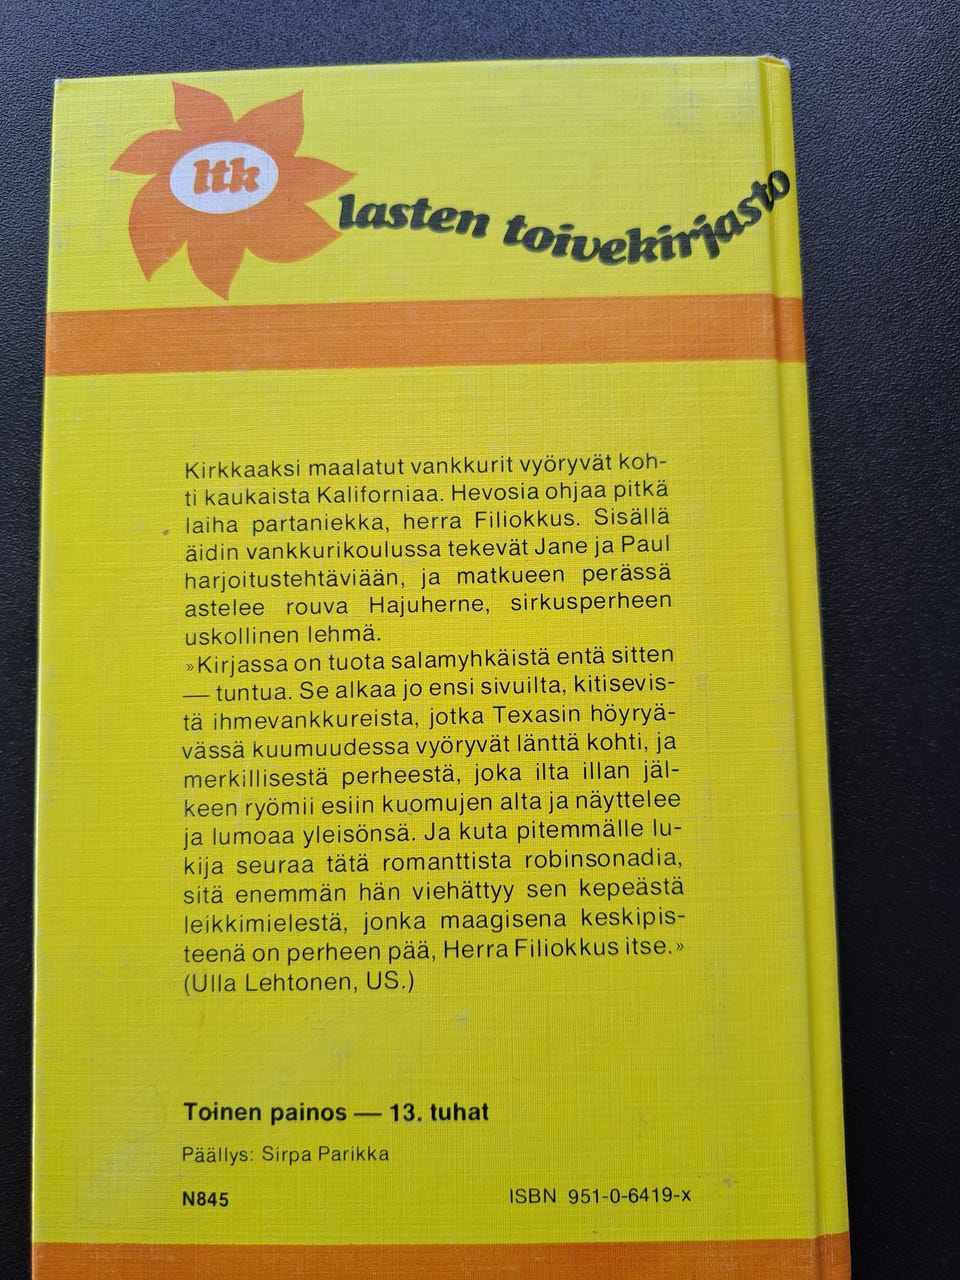 ltk
lasten toivekirjasto
Kirkkaaksi maalatut vankkurit vyöryvät koh-
ti kaukaista Kaliforniaa. Hevosia ohjaa pitkä
laiha partaniekka, herra Filiokkus. Sisällä
äidin vankkurikoulussa tekevät Jane ja Paul
harjoitustehtäviään, ja matkueen perässä
astelee rouva Hajuherne, sirkusperheen
uskollinen lehmä.
»Kirjassa on tuota salamyhkäistä entä sitten
— tuntua. Se alkaa jo ensi sivuilta, kitisevis-
tä ihmevankkureista, jotka Texasin höyryä-
vässä kuumuudessa vyöryvät länttä kohti, ja
merkillisestä perheestä, joka ilta illan jäl-
keen ryömii esiin kuomujen alta ja näyttelee
ja lumoaa yleisönsä. Ja kuta pitemmälle lu-
kija seuraa tätä romanttista robinsonadia,
sitä enemmän hän viehättyy sen kepeästä
leikkimielestä, jonka maagisena keskipis-
teenä on perheen pää, Herra Filiokkus itse.»
(Ulla Lehtonen, US.)
Toinen painos — 13. tuhat
Päällys: Sirpa Parikka
N845 ISBN 951-0-6419-x